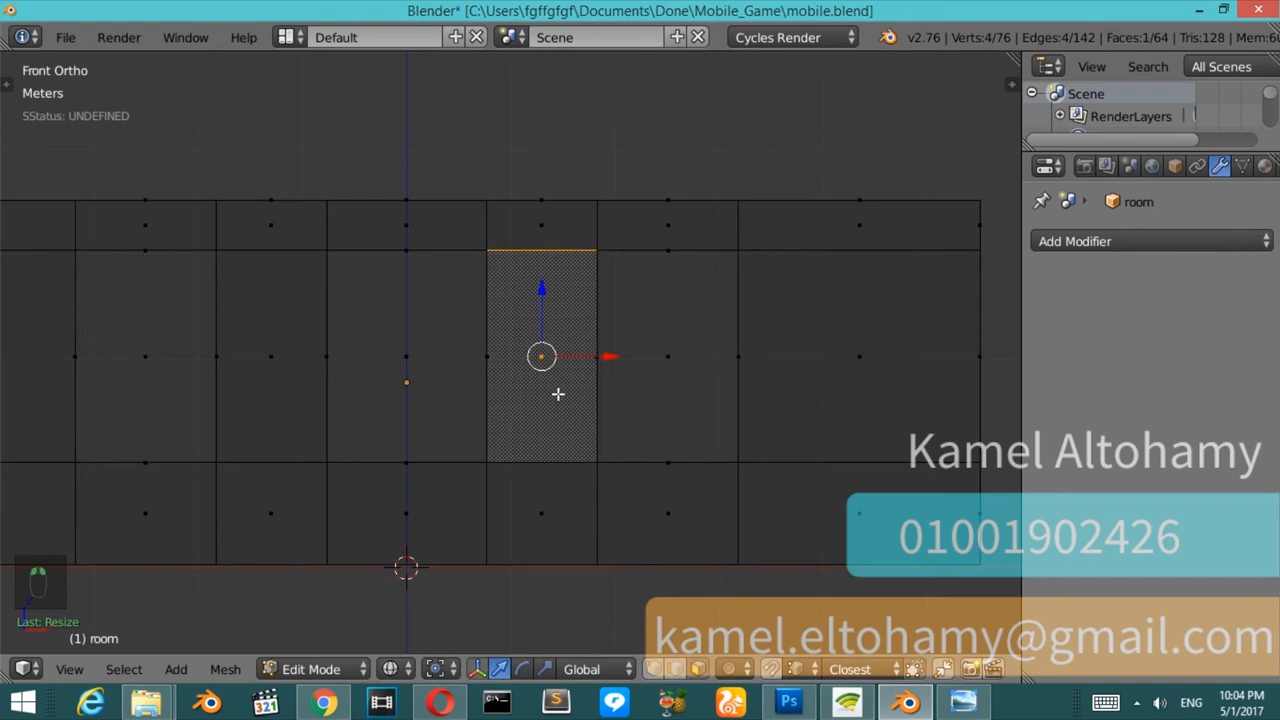 Blender* [C:\Users\fgffgfgf\Documents\Done\Mobile_Game\mobile.blend]
File Render Window Help Default Scene Cycles Render v2.76 | Verts:4/76 | Edges:4/142 | Faces:1/64 | Tris:128 |
Front Ortho
Meters
SStatus: UNDEFINED
View Search All Scenes
Scene
RenderLayers
room
Add Modifier
Kamel Altohamy
01001902426
kamel.eltohamy@gmail.com
Last: Resize
(1) room
View Select Add Mesh Edit Mode Global Closest
321
Ps
ENG
10:04 PM
5/1/2017